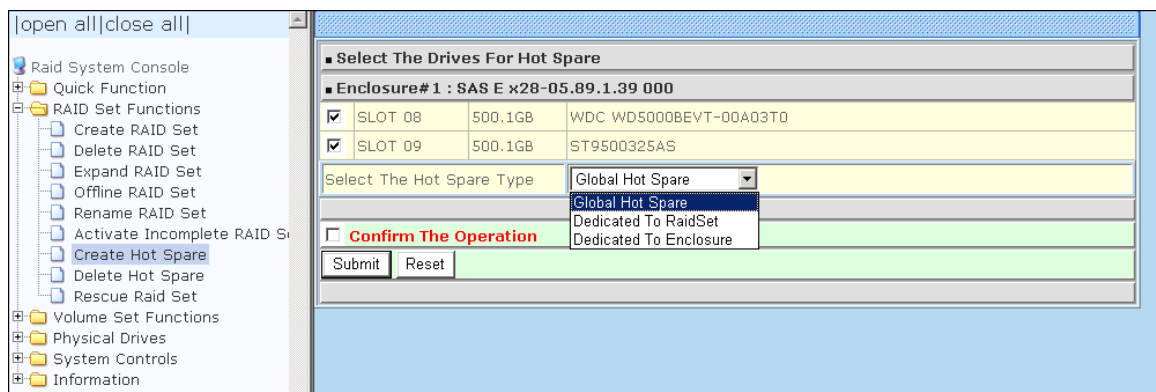 |open all|close all|
Raid System Console
Quick Function
RAID Set Functions
Create RAID Set
Delete RAID Set
Expand RAID Set
Offline RAID Set
Rename RAID Set
Activate Incomplete RAID S
Create Hot Spare
Delete Hot Spare
Rescue Raid Set
Volume Set Functions
Physical Drives
System Controls
Information
Select The Drives For Hot Spare
Enclosure#1 : SAS E x28-05.89.1.39 000
SLOT 08 500.1GB WDC WD5000BEVT-00A03T0
SLOT 09 500.1GB ST9500325AS
Select The Hot Spare Type Global Hot Spare
Global Hot Spare
Dedicated To RaidSet
Dedicated To Enclosure
Confirm The Operation
Submit Reset